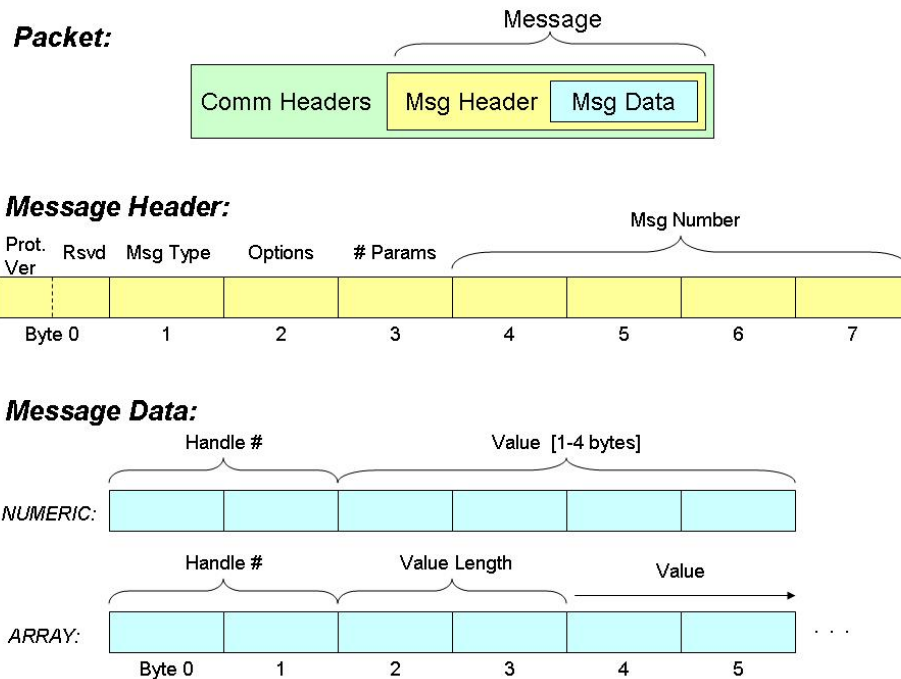 Packet:
Message
Comm Headers Msg Header Msg Data
Message Header:
Msg Number
Prot. Ver Rsvd Msg Type Options # Params
Byte 0 1 2 3 4 5 6 7
Message Data:
Handle # Value [1-4 bytes]
NUMERIC:
Handle # Value Length Value
ARRAY: . . .
Byte 0 1 2 3 4 5